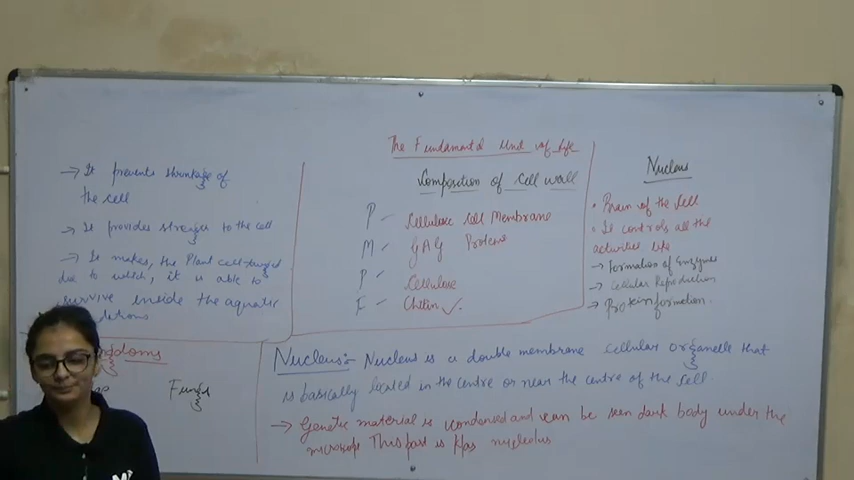 The Fundamental Unit of Life
→ It prevents shrinkage of
the cell
→ It provides strength to the cell
→ It makes, the Plant cell turgid
due to which, it is able to
survive inside the aquatic
Composition of Cell wall
P - Cellulose Cell Membrane
M - GAG Proteins
P - Cellulose
F - Chitin ✓.
Nucleus
• Brain of the Cell
• It controls all the
activities like
→ Formation of Enzymes
→ Cellular Reproduction
→ Protein formation.
Fungi
Nucleus:- Nucleus is a double membrane cellular organelle that
is basically located in the centre or near the centre of the cell.
→ Genetic material is condensed and can be seen dark body under the
microscope This part is Has nucleolus